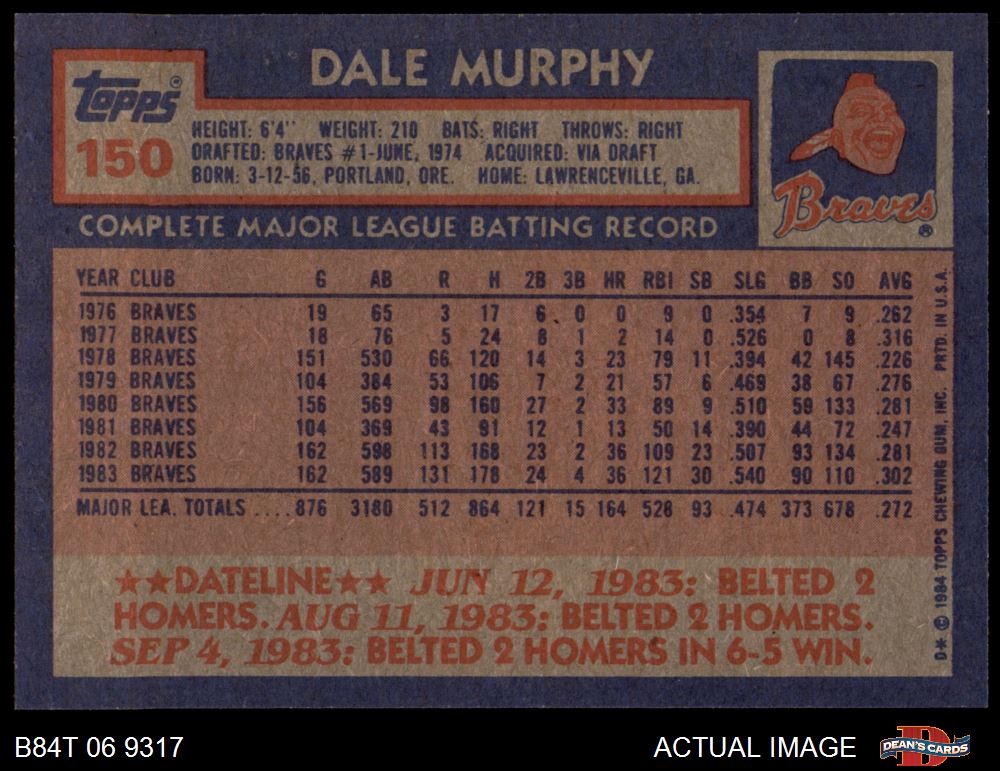 DALE MURPHY
Topps ©
150
HEIGHT: 6'4" WEIGHT: 210 BATS: RIGHT THROWS: RIGHT
DRAFTED: BRAVES #1-JUNE, 1974 ACQUIRED: VIA DRAFT
BORN: 3-12-56, PORTLAND, ORE. HOME: LAWRENCEVILLE, GA.
Braves ®
COMPLETE MAJOR LEAGUE BATTING RECORD
YEAR CLUB G AB R H 2B 3B HR RBI SB SLG BB SO AVG
1976 BRAVES 19 65 3 17 6 0 0 9 0 .354 7 9 .262
1977 BRAVES 18 76 5 24 8 1 2 14 0 .526 0 8 .316
1978 BRAVES 151 530 66 120 14 3 23 79 11 .394 42 145 .226
1979 BRAVES 104 384 53 106 7 2 21 57 6 .469 38 67 .276
1980 BRAVES 156 569 98 160 27 2 33 89 9 .510 59 133 .281
1981 BRAVES 104 369 43 91 12 1 13 50 14 .390 44 72 .247
1982 BRAVES 162 598 113 168 23 2 36 109 23 .507 93 134 .281
1983 BRAVES 162 589 131 178 24 4 36 121 30 .540 90 110 .302
MAJOR LEA. TOTALS ....876 3180 512 864 121 15 164 528 93 .474 373 678 .272
★★DATELINE★★ JUN 12, 1983: BELTED 2
HOMERS. AUG 11, 1983: BELTED 2 HOMERS.
SEP 4, 1983: BELTED 2 HOMERS IN 6-5 WIN.
D* © 1984 TOPPS CHEWING GUM, INC. PRTD. IN U.S.A.
B84T 06 9317
ACTUAL IMAGE
D
DEAN'S CARDS